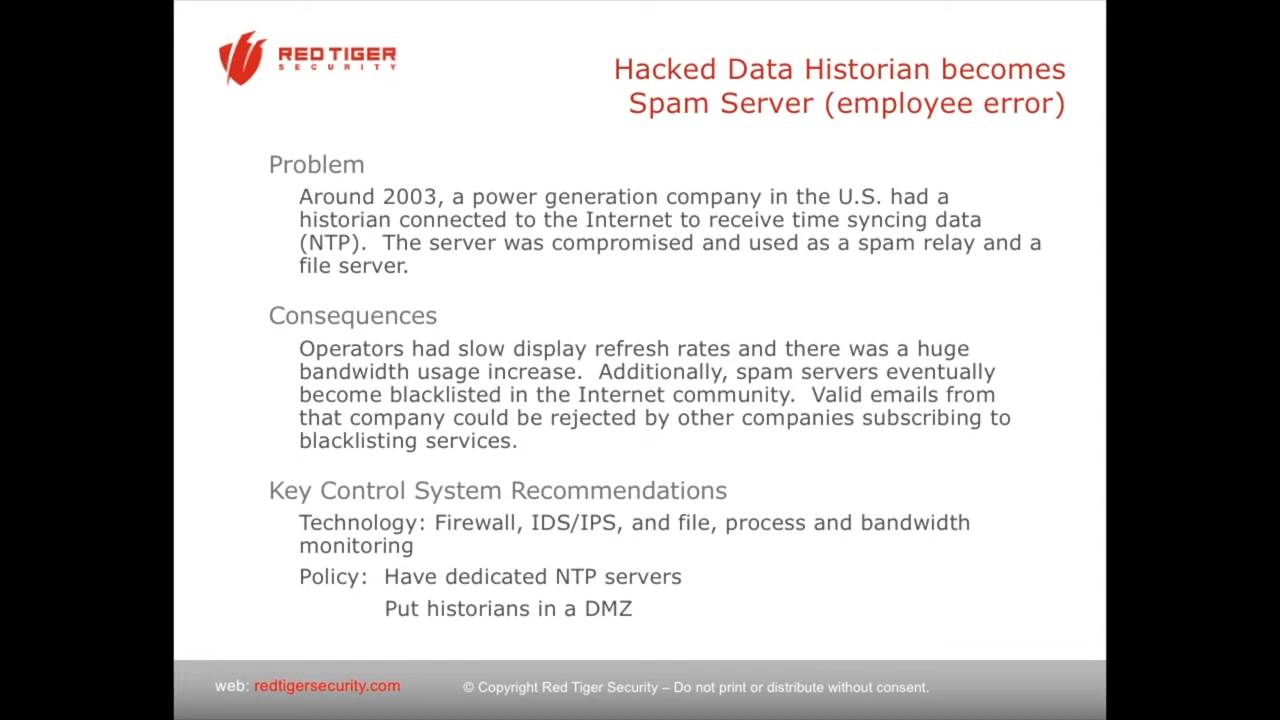 RED TIGER
SECURITY
Hacked Data Historian becomes
Spam Server (employee error)
Problem
Around 2003, a power generation company in the U.S. had a
historian connected to the Internet to receive time syncing data
(NTP).  The server was compromised and used as a spam relay and a
file server.
Consequences
Operators had slow display refresh rates and there was a huge
bandwidth usage increase.  Additionally, spam servers eventually
become blacklisted in the Internet community.  Valid emails from
that company could be rejected by other companies subscribing to
blacklisting services.
Key Control System Recommendations
Technology: Firewall, IDS/IPS, and file, process and bandwidth
monitoring
Policy:  Have dedicated NTP servers
Put historians in a DMZ
web: redtigersecurity.com
© Copyright Red Tiger Security – Do not print or distribute without consent.